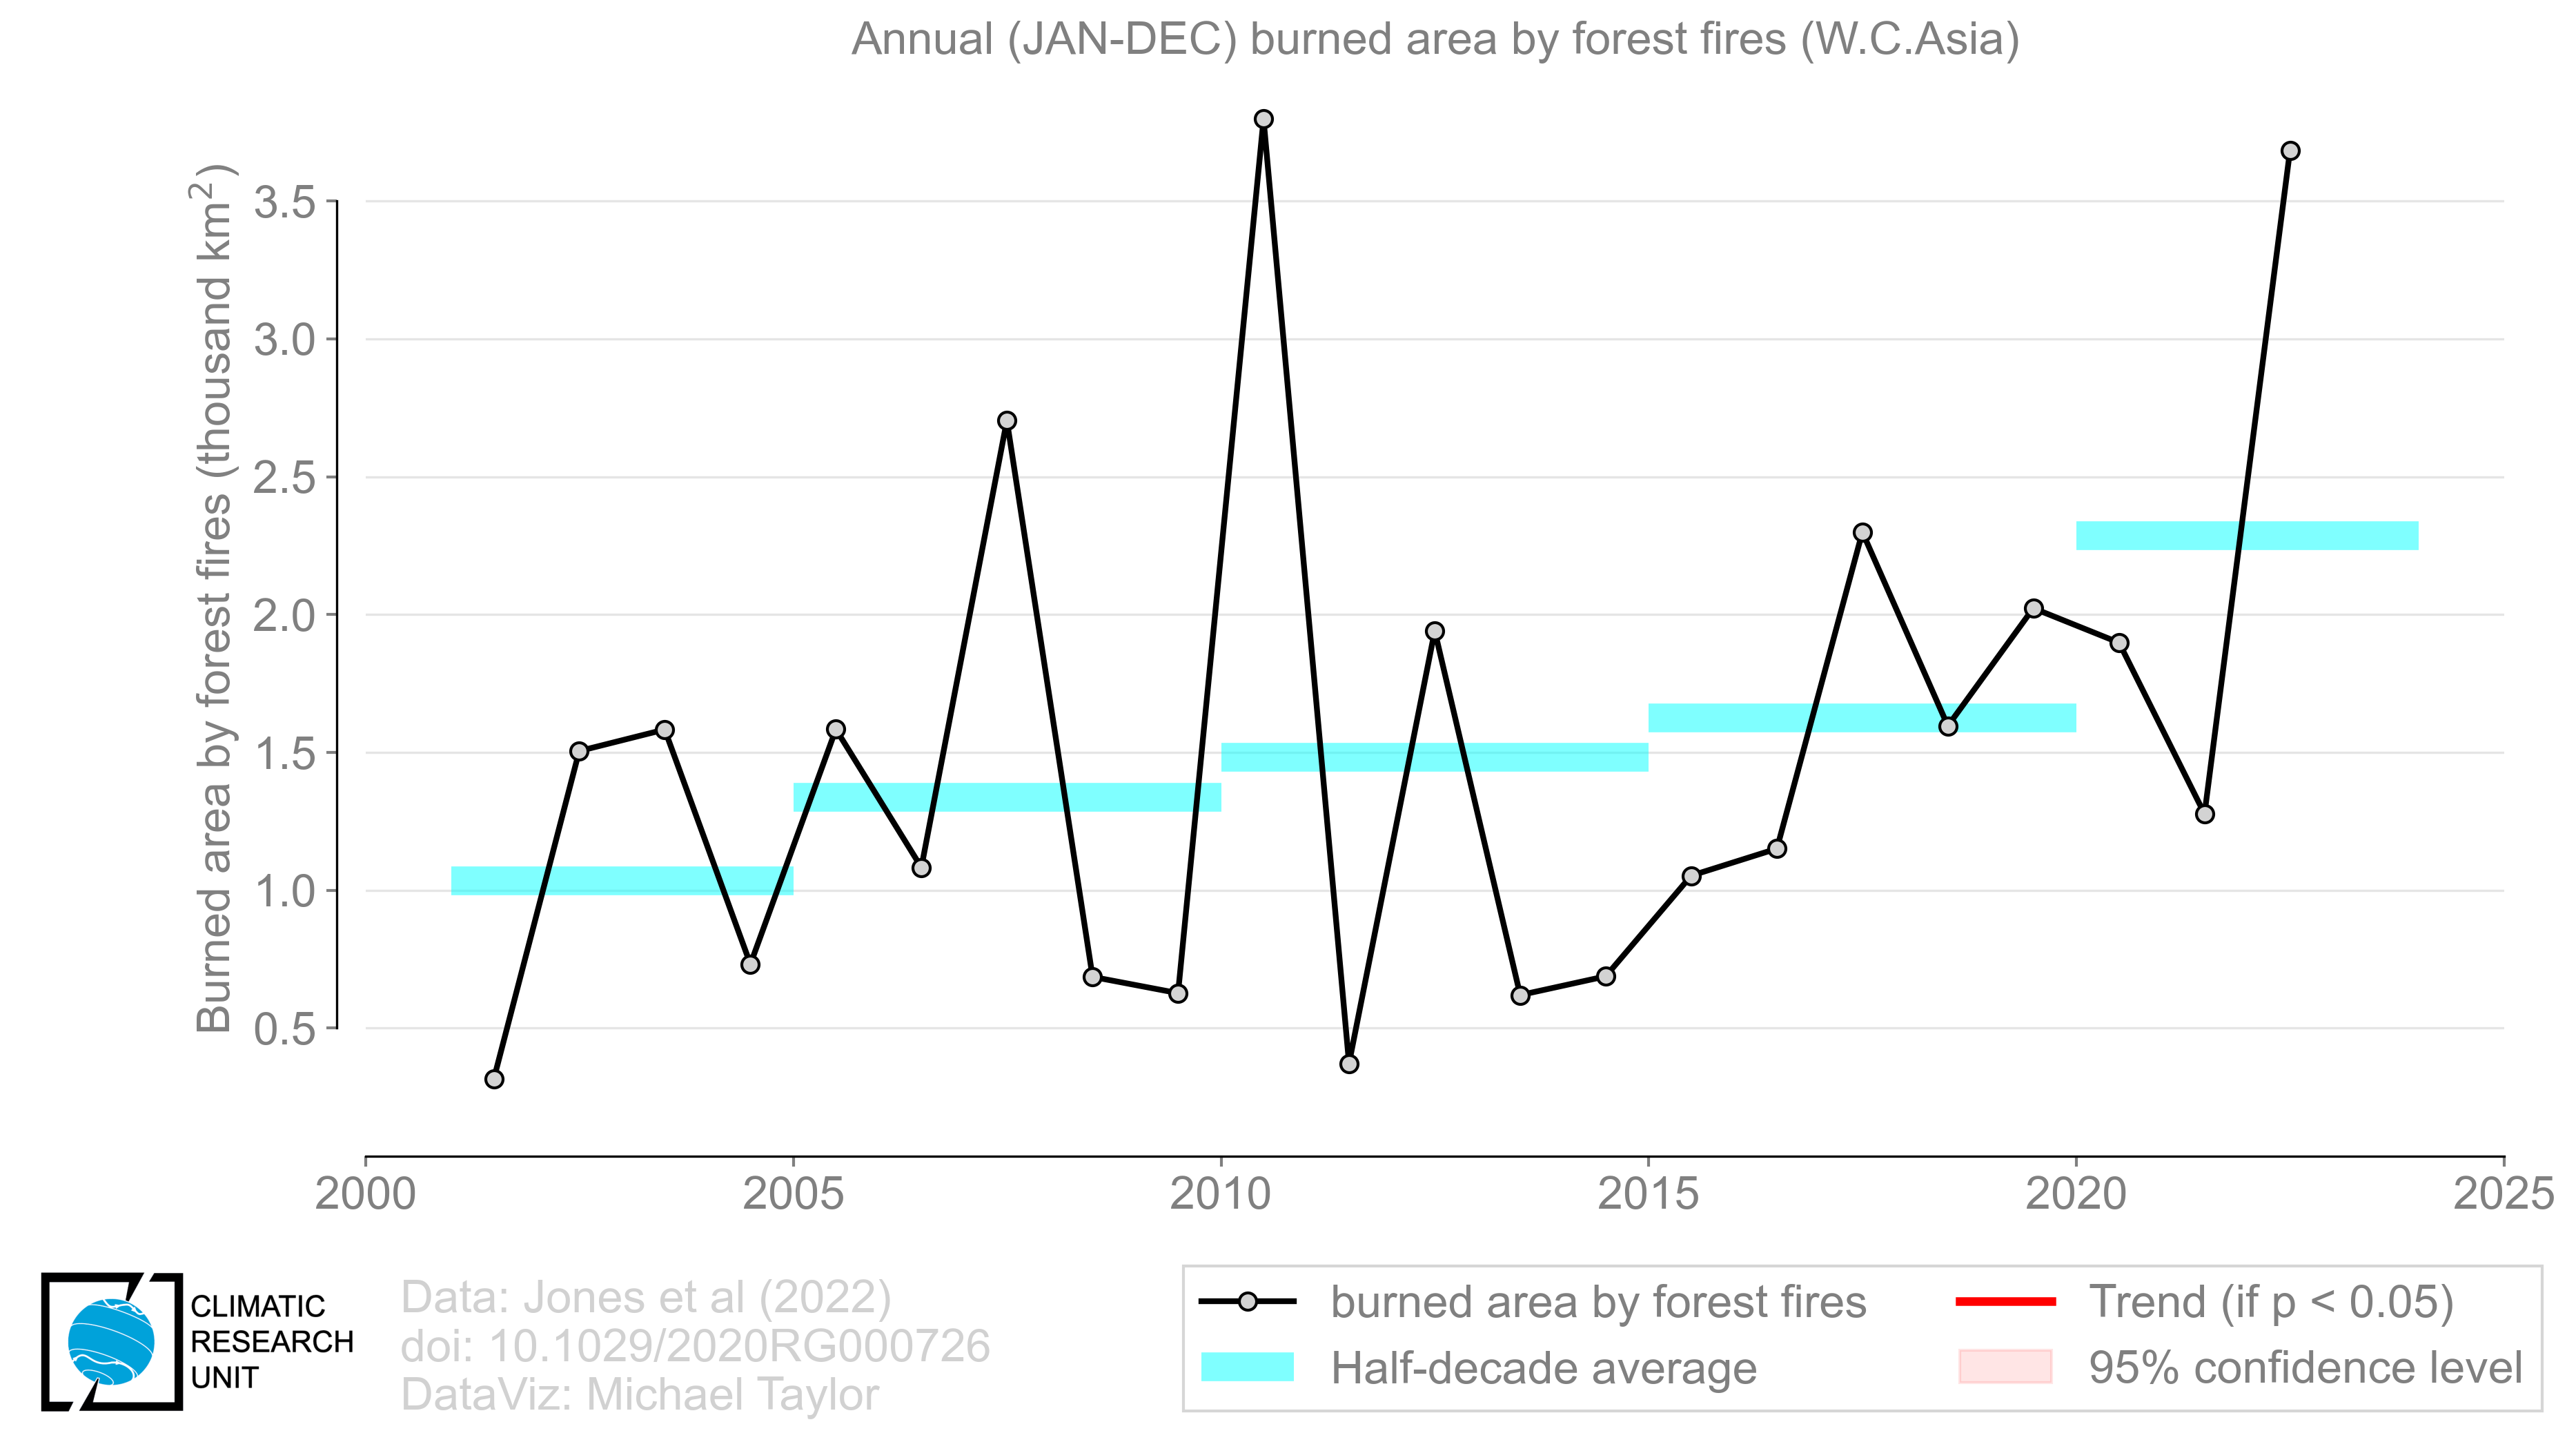 Annual (JAN-DEC) burned area by forest fires (W.C.Asia)
Burned area by forest fires (thousand km²)
3.5
3.0
2.5
2.0
1.5
1.0
0.5
2000
2005
2010
2015
2020
2025
CLIMATIC
RESEARCH
UNIT
Data: Jones et al (2022)
doi: 10.1029/2020RG000726
DataViz: Michael Taylor
burned area by forest fires
Half-decade average
Trend (if p < 0.05)
95% confidence level